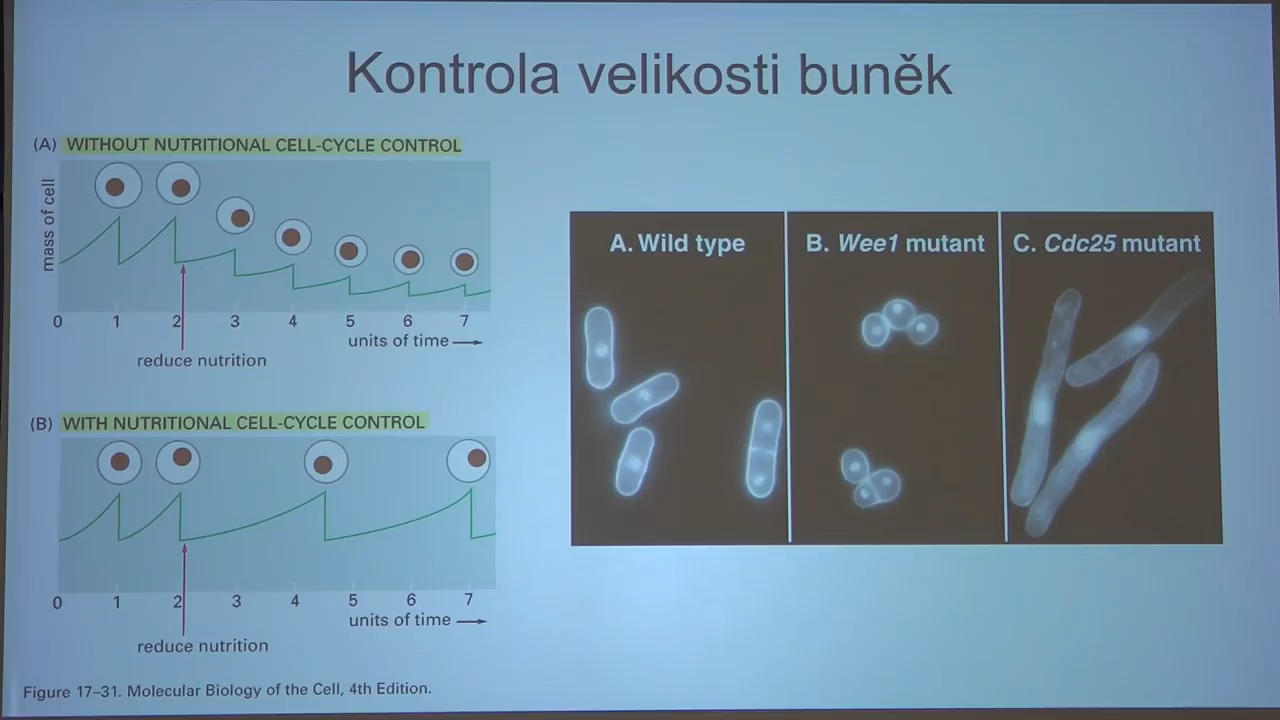 Kontrola velikosti buněk
(A) WITHOUT NUTRITIONAL CELL-CYCLE CONTROL
mass of cell
0 1 2 3 4 5 6 7
units of time
reduce nutrition
(B) WITH NUTRITIONAL CELL-CYCLE CONTROL
0 1 2 3 4 5 6 7
units of time
reduce nutrition
Figure 17–31. Molecular Biology of the Cell, 4th Edition.
A. Wild type
B. Wee1 mutant
C. Cdc25 mutant